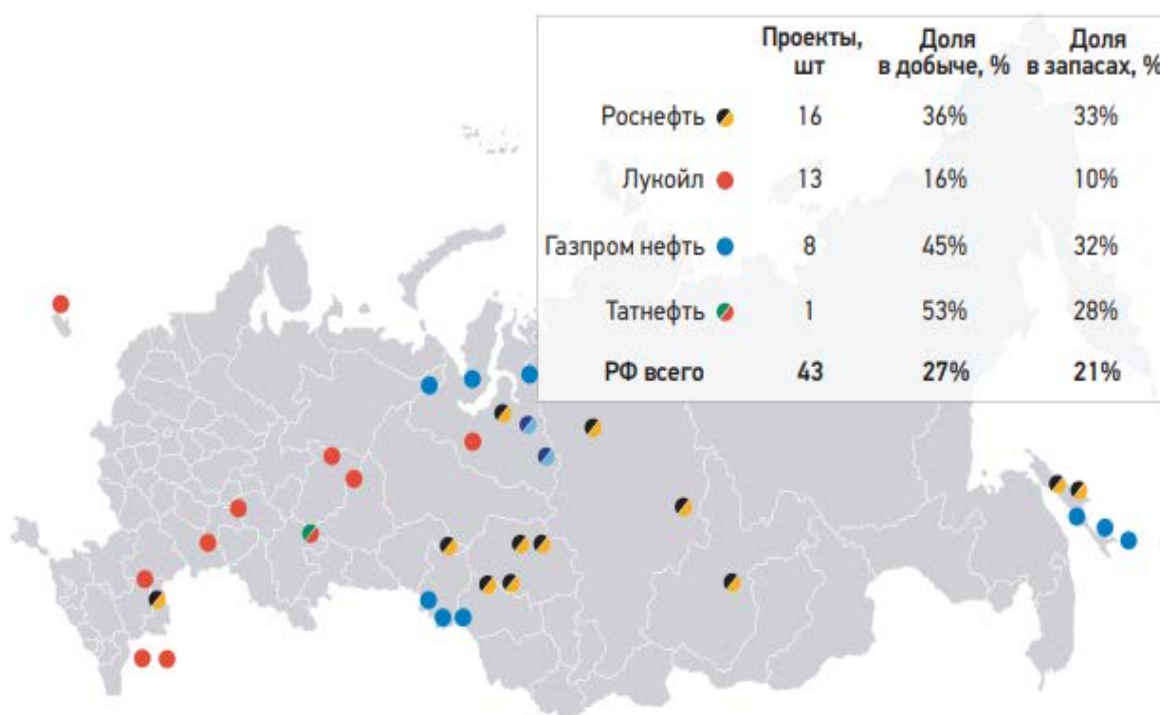 Проекты, шт Доля в добыче, % Доля в запасах, %
Роснефть 16 36% 33%
Лукойл 13 16% 10%
Газпром нефть 8 45% 32%
Татнефть 1 53% 28%
РФ всего 43 27% 21%